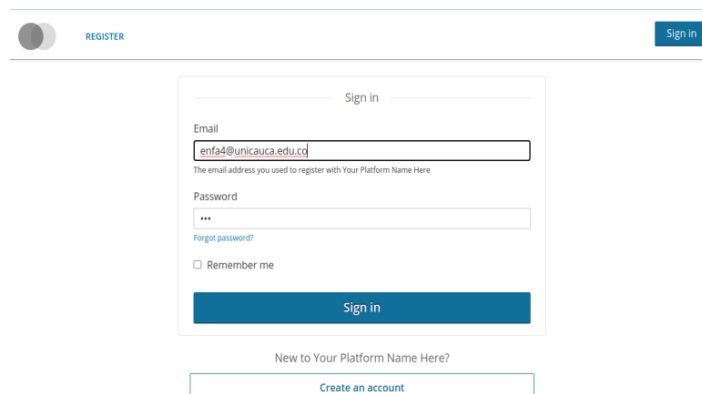 REGISTER
Sign in
Sign in
Email
enfa4@unicauca.edu.co
The email address you used to register with Your Platform Name Here
Password
•••
Forgot password?
Remember me
Sign in
New to Your Platform Name Here?
Create an account